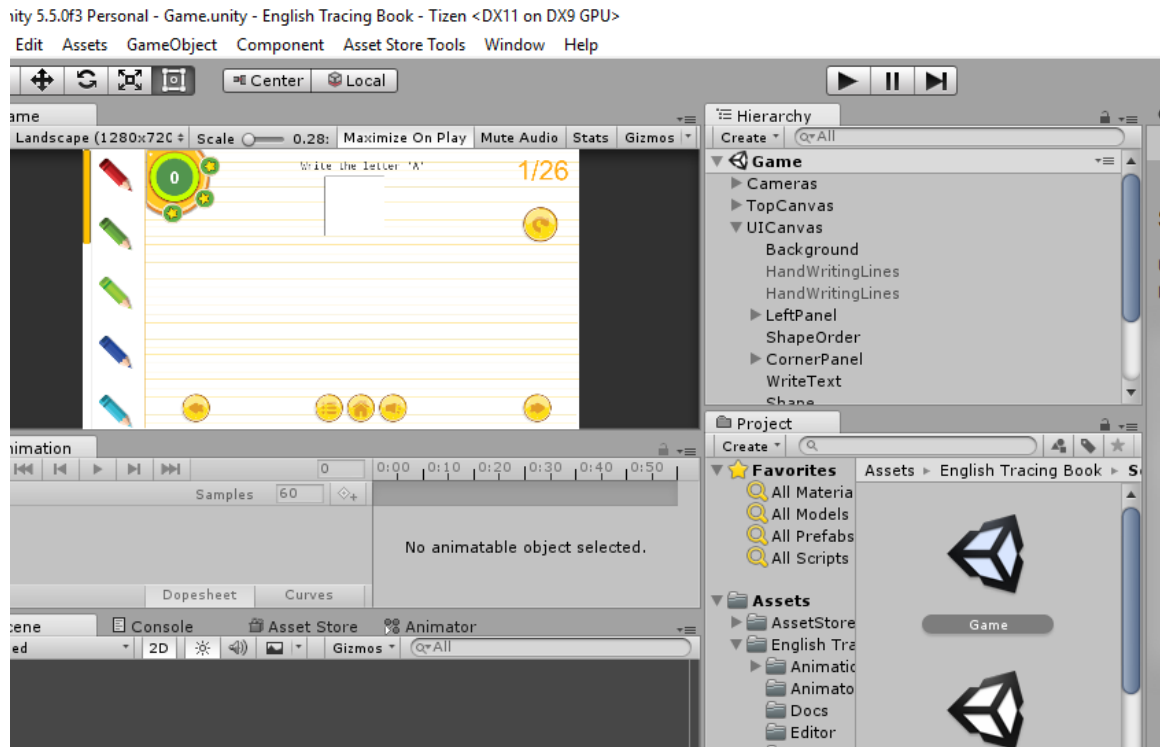 nity 5.5.0f3 Personal - Game.unity - English Tracing Book - Tizen <DX11 on DX9 GPU>
Edit Assets GameObject Component Asset Store Tools Window Help
Center Local
ame
Landscape (1280x720 Scale 0.28: Maximize On Play Mute Audio Stats Gizmos
0
Write the letter 'A'
1/26
Hierarchy
Create All
Game
Cameras
TopCanvas
UICanvas
Background
HandWritingLines
HandWritingLines
LeftPanel
ShapeOrder
CornerPanel
WriteText
Shape
nimation
0 0:00 0:10 0:20 0:30 0:40 0:50
Samples 60
No animatable object selected.
Dopesheet Curves
Project
Create
Favorites
All Materia
All Models
All Prefabs
All Scripts
Assets
AssetStore
English Tra
Animatic
Animato
Docs
Editor
Assets English Tracing Book S
Game
cene Console Asset Store Animator
ed 2D Gizmos All